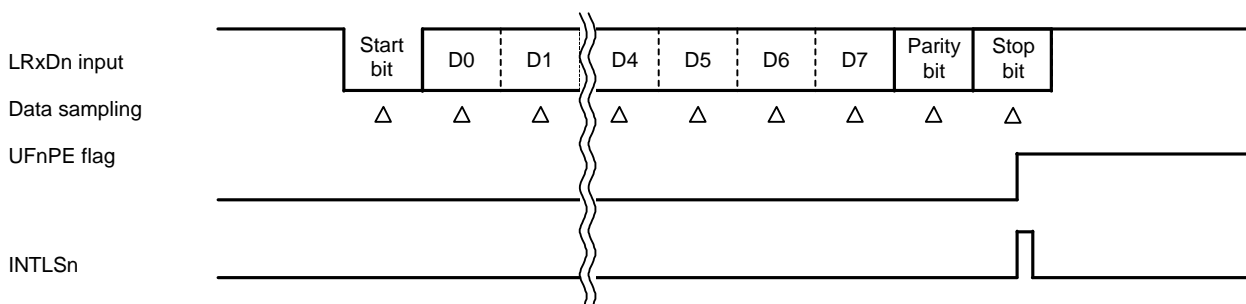 LRxDn input
Start
bit
D0
D1
D4
D5
D6
D7
Parity
bit
Stop
bit
Data sampling
UFnPE flag
INTLSn